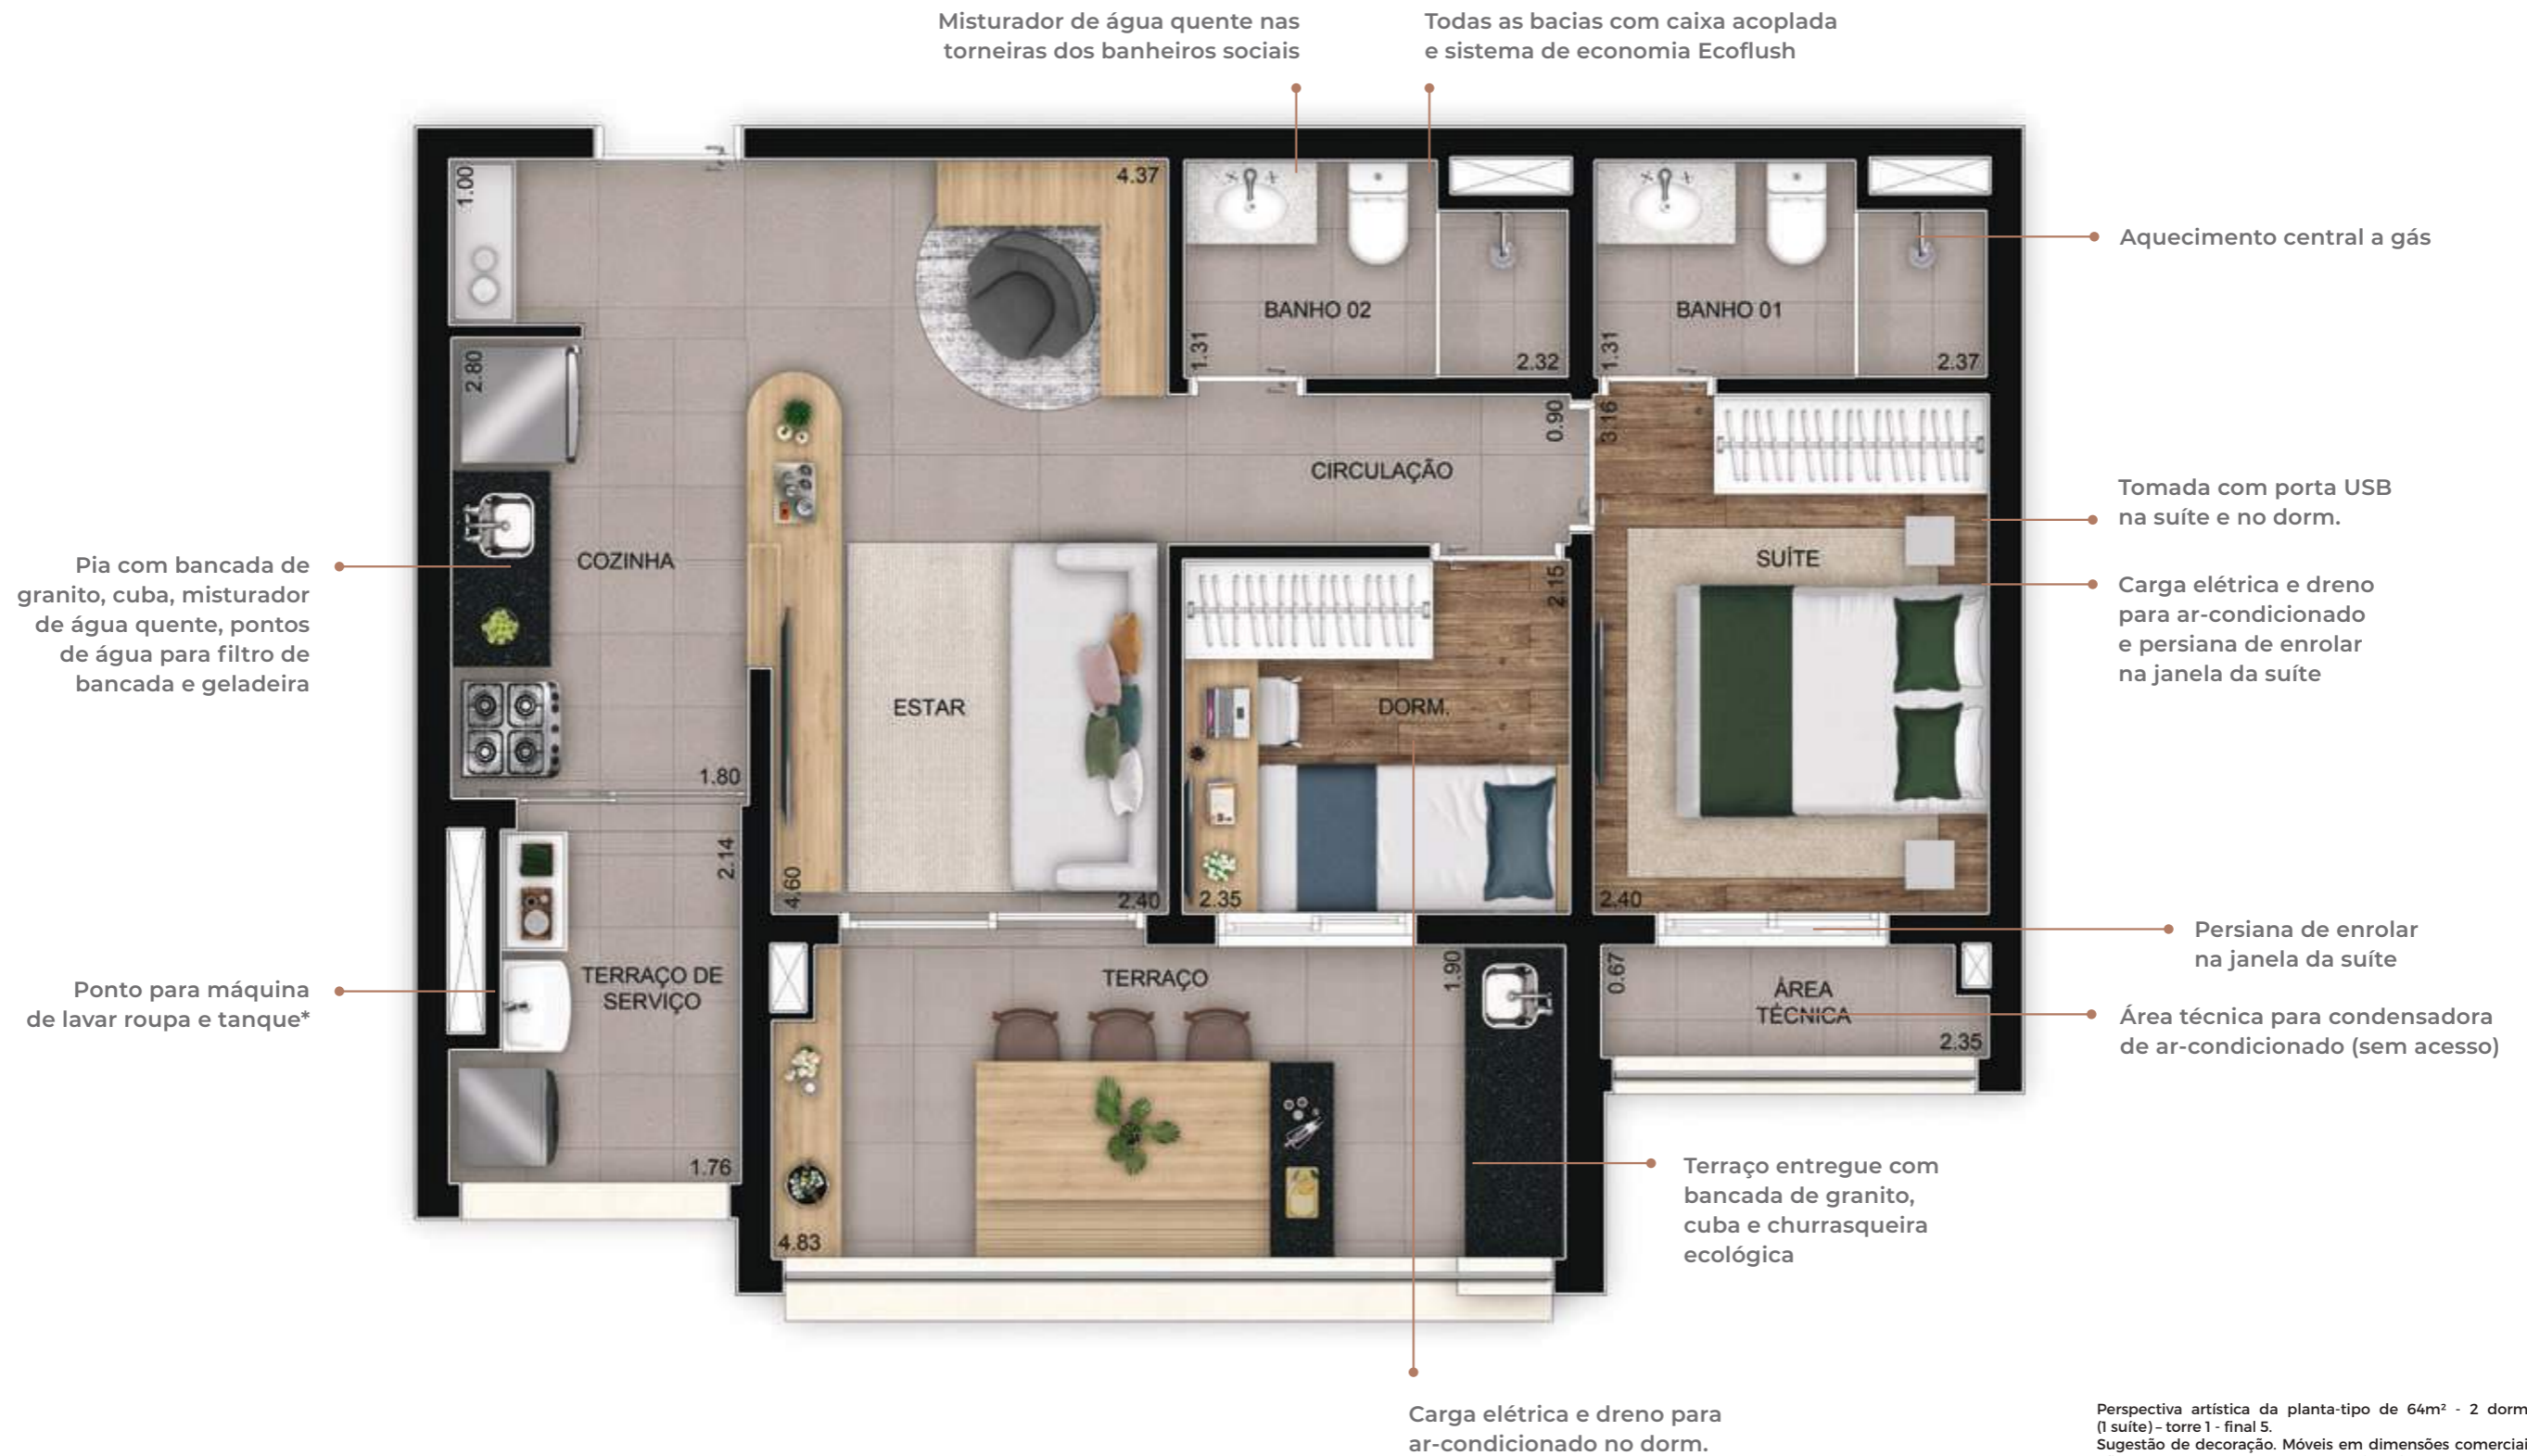 Misturador de água quente nas
torneiras dos banheiros sociais
Todas as bacias com caixa acoplada
e sistema de economia Ecoflush
1.00
4.37
BANHO 02
1.31
2.32
BANHO 01
1.31
2.37
Aquecimento central a gás
2.80
0.90
3.16
CIRCULAÇÃO
Tomada com porta USB
na suíte e no dorm.
Pia com bancada de
granito, cuba, misturador
de água quente, pontos
de água para filtro de
bancada e geladeira
COZINHA
SUÍTE
2.15
Carga elétrica e dreno
para ar-condicionado
e persiana de enrolar
na janela da suíte
ESTAR
DORM.
1.80
2.14
4.60
2.40
2.35
2.40
Persiana de enrolar
na janela da suíte
Ponto para máquina
de lavar roupa e tanque*
TERRAÇO DE
SERVIÇO
TERRAÇO
1.90
0.67
ÁREA
TÉCNICA
2.35
Área técnica para condensadora
de ar-condicionado (sem acesso)
1.76
4.83
Terraço entregue com
bancada de granito,
cuba e churrasqueira
ecológica
Carga elétrica e dreno para
ar-condicionado no dorm.
Perspectiva artística da planta-tipo de 64m² - 2 dorm
(1 suíte) – torre 1 - final 5.
Sugestão de decoração. Móveis em dimensões comerciai